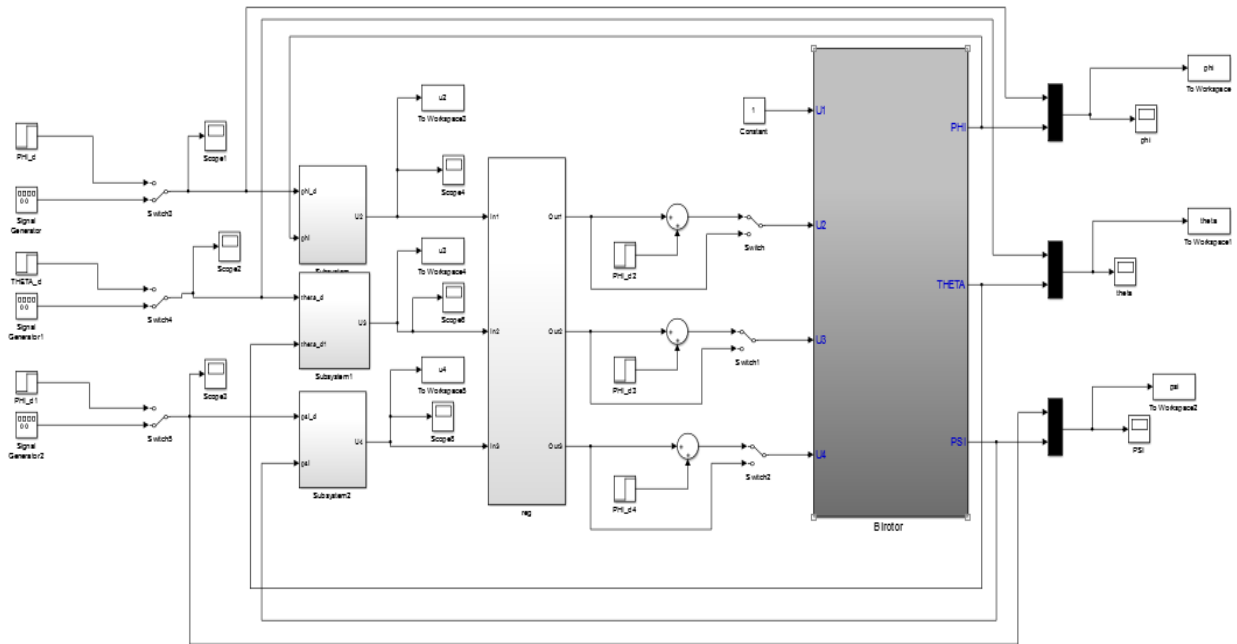 phi
To Workspace
u2
To Workspace3
1
Constant
U1
PHI
phi
PHI_d
Scope1
Scope4
Signal
Generator
Switch3
phi_d
U2
phi
Subsystem
In1
Out1
PHI_d2
Switch
U2
theta
To Workspace1
THETA_d
Scope2
u3
To Workspace4
Signal
Generator1
Switch4
theta_d
U3
theta_d1
Subsystem1
Scope6
In2
Out2
PHI_d3
Switch1
U3
THETA
theta
PHI_d1
Scope3
u4
To Workspace5
Signal
Generator2
Switch5
psi_d
U4
psi
Subsystem2
Scope5
In3
Out3
PHI_d4
Switch2
U4
PSI
psi
To Workspace2
PSI
reg
Birotor